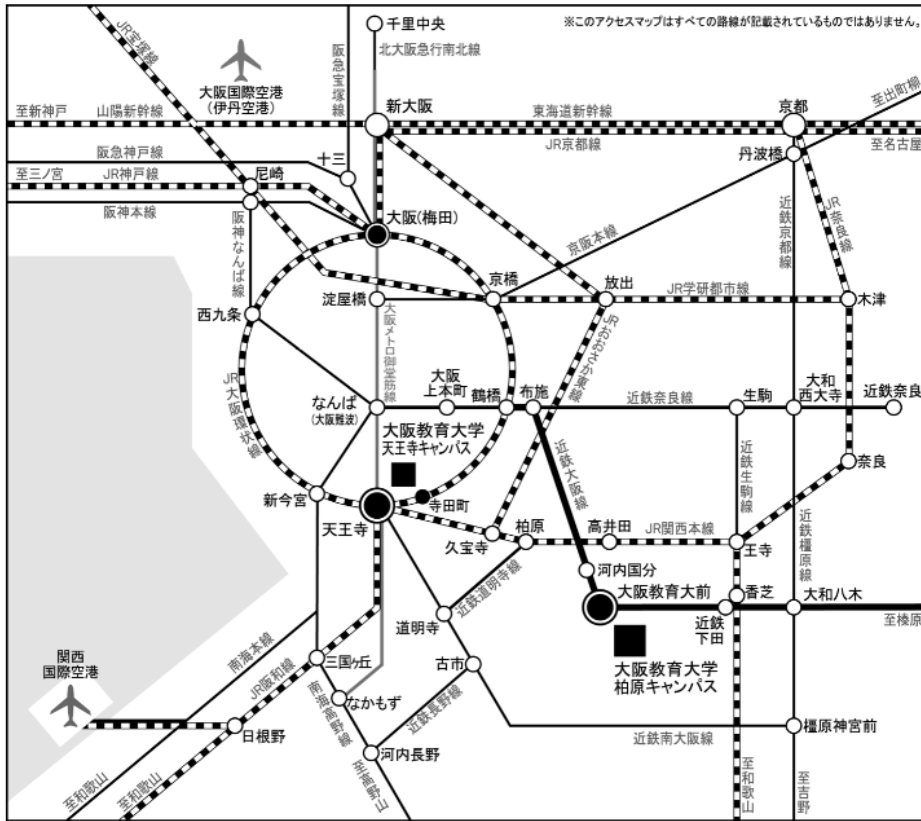 ※このアクセスマップはすべての路線が記載されているものではありません。
千里中央
北大阪急行南北線
JR宝塚線
阪急宝塚線
大阪国際空港
(伊丹空港)
至新神戸
山陽新幹線
新大阪
東海道新幹線
京都
至出町柳
JR京都線
至名古屋
丹波橋
阪急神戸線
十三
至三ノ宮
JR神戸線
尼崎
阪神本線
大阪(梅田)
阪神なんば線
近鉄京都線
JR奈良線
京阪本線
淀屋橋
京橋
放出
JR学研都市線
木津
西九条
大阪メトロ御堂筋線
JRおおさか東線
JR大阪環状線
なんば
(大阪難波)
大阪
上本町
鶴橋
布施
近鉄奈良線
生駒
大和
西大寺
近鉄奈良
大阪教育大学
天王寺キャンパス
近鉄大阪線
近鉄生駒線
奈良
新今宮
天王寺
寺田町
久宝寺
柏原
高井田
JR関西本線
王寺
近鉄橿原線
河内国分
香芝
近鉄道明寺線
大阪教育大前
近鉄
下田
大和八木
至榛原
道明寺
大阪教育大学
柏原キャンパス
関西
国際空港
南海本線
JR阪和線
三国ヶ丘
古市
なかもず
南海高野線
近鉄長野線
日根野
河内長野
近鉄南大阪線
橿原神宮前
至和歌山
至和歌山
至高野山
至和歌山
至吉野